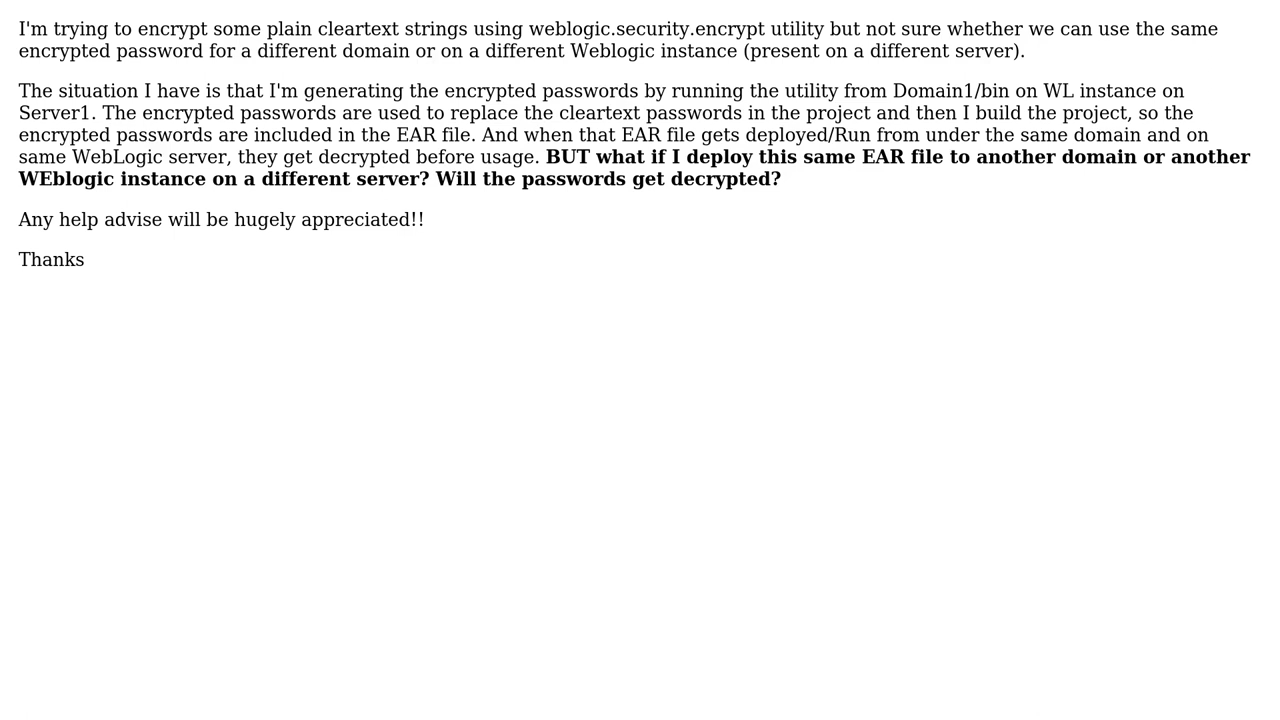 I'm trying to encrypt some plain cleartext strings using weblogic.security.encrypt utility but not sure whether we can use the same
encrypted password for a different domain or on a different Weblogic instance (present on a different server).
The situation I have is that I'm generating the encrypted passwords by running the utility from Domain1/bin on WL instance on
Server1. The encrypted passwords are used to replace the cleartext passwords in the project and then I build the project, so the
encrypted passwords are included in the EAR file. And when that EAR file gets deployed/Run from under the same domain and on
same WebLogic server, they get decrypted before usage. BUT what if I deploy this same EAR file to another domain or another
WEblogic instance on a different server? Will the passwords get decrypted?
Any help advise will be hugely appreciated!!
Thanks